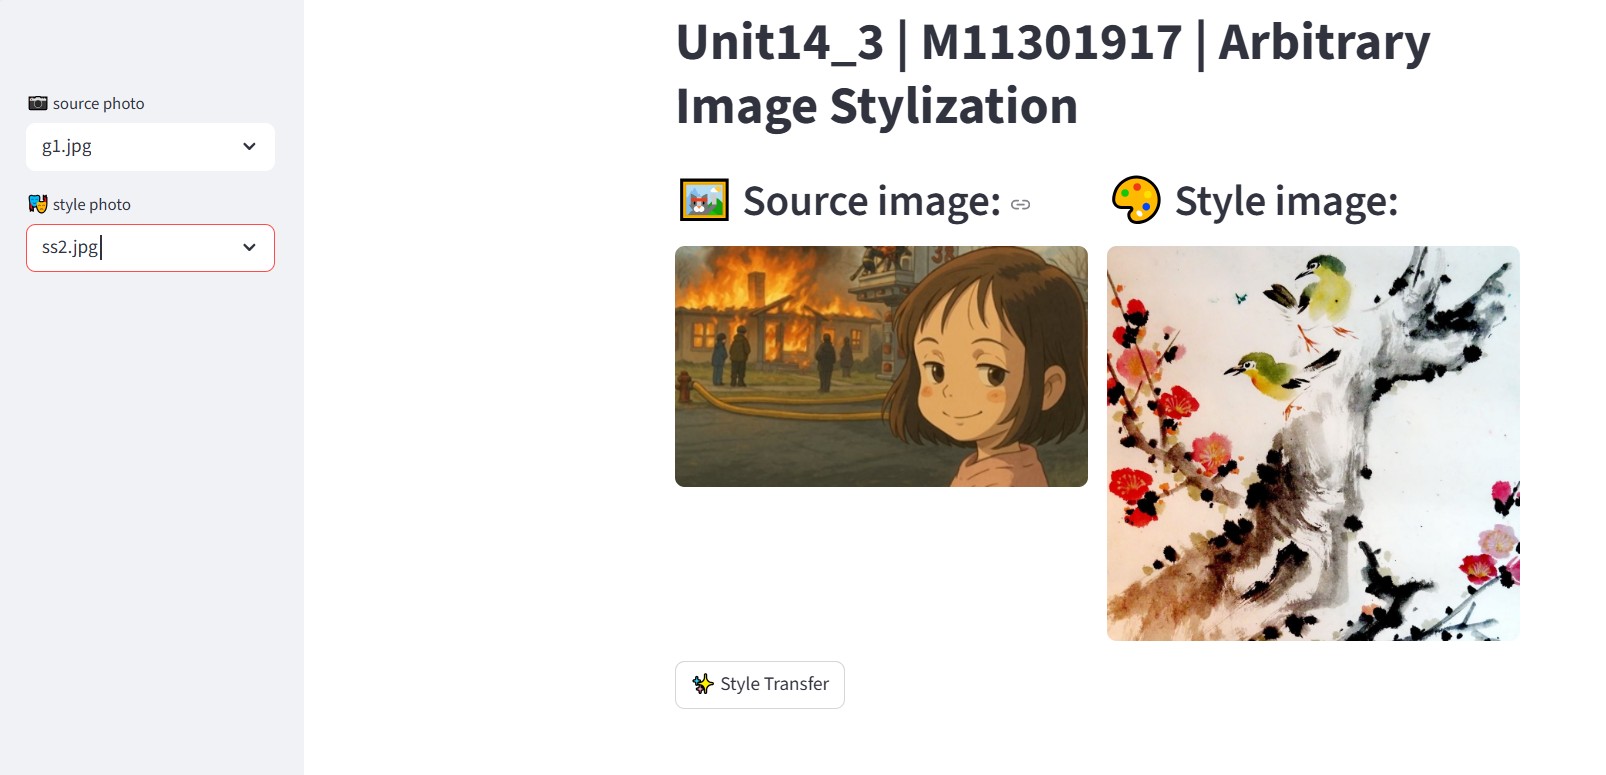 source photo
g1.jpg
style photo
ss2.jpg
Unit14_3 | M11301917 | Arbitrary
Image Stylization
Source image:
Style image:
Style Transfer